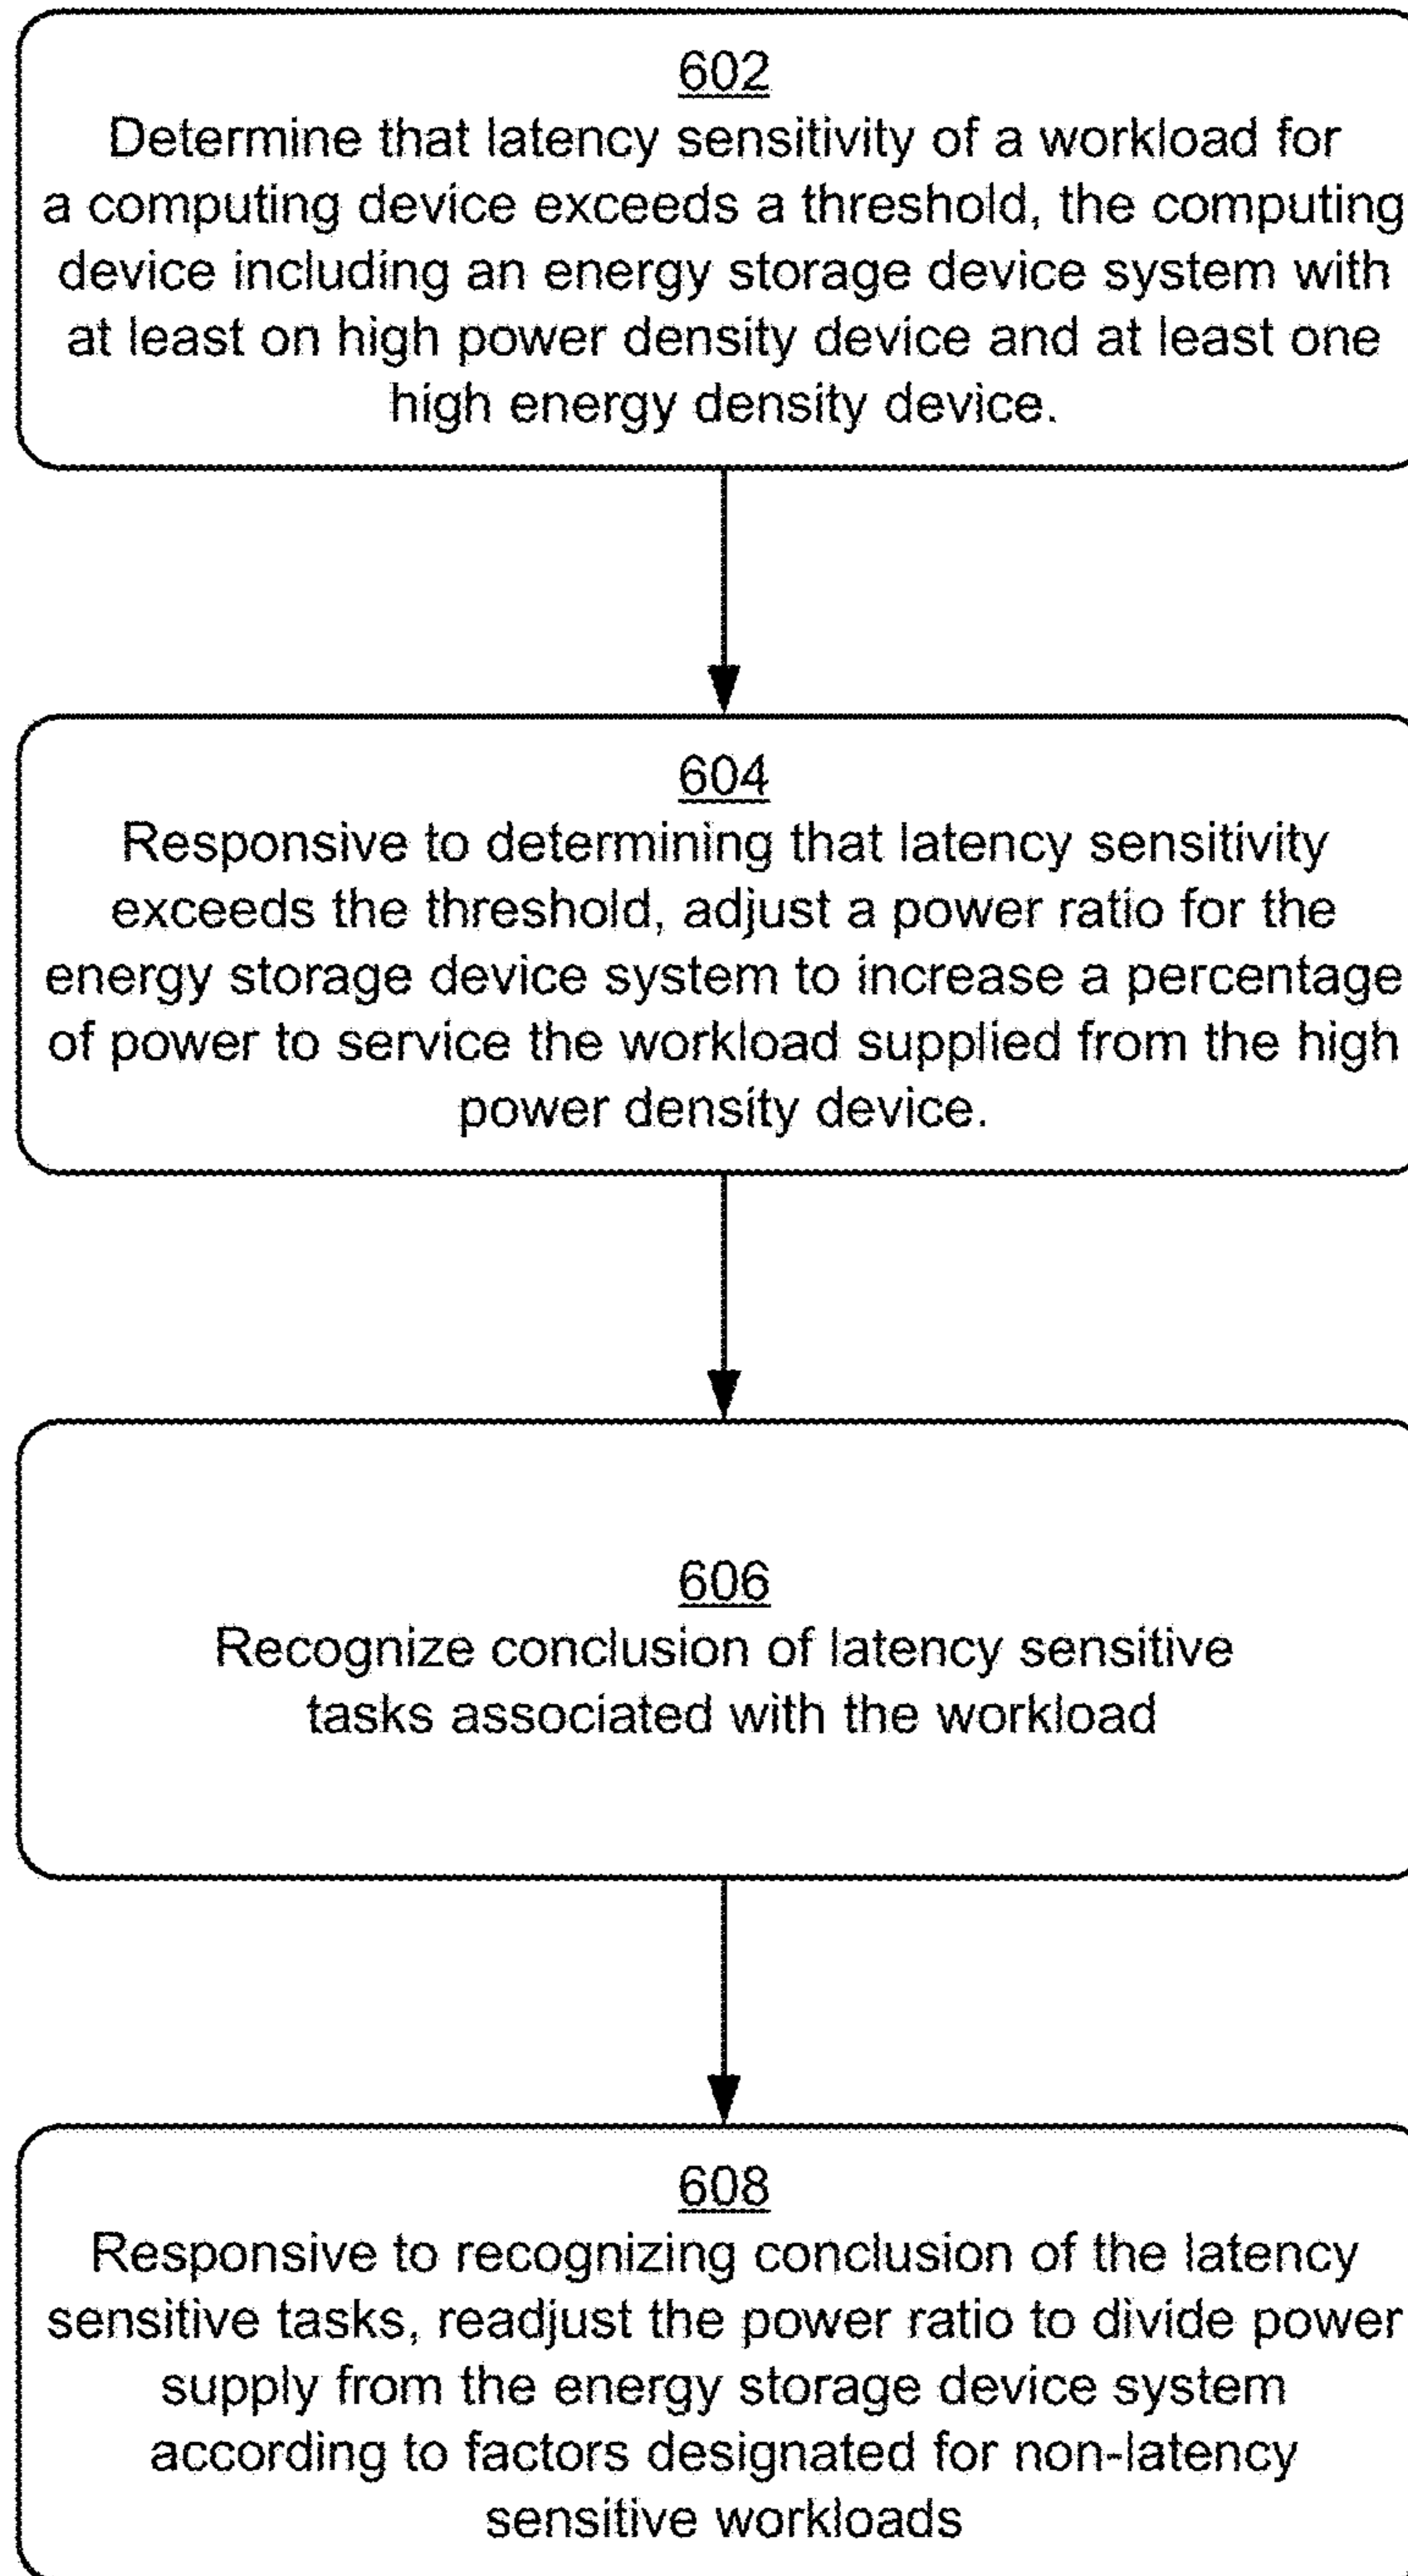 602
Determine that latency sensitivity of a workload for
a computing device exceeds a threshold, the computing
device including an energy storage device system with
at least on high power density device and at least one
high energy density device.
604
Responsive to determining that latency sensitivity
exceeds the threshold, adjust a power ratio for the
energy storage device system to increase a percentage
of power to service the workload supplied from the high
power density device.
606
Recognize conclusion of latency sensitive
tasks associated with the workload
608
Responsive to recognizing conclusion of the latency
sensitive tasks, readjust the power ratio to divide power
supply from the energy storage device system
according to factors designated for non-latency
sensitive workloads